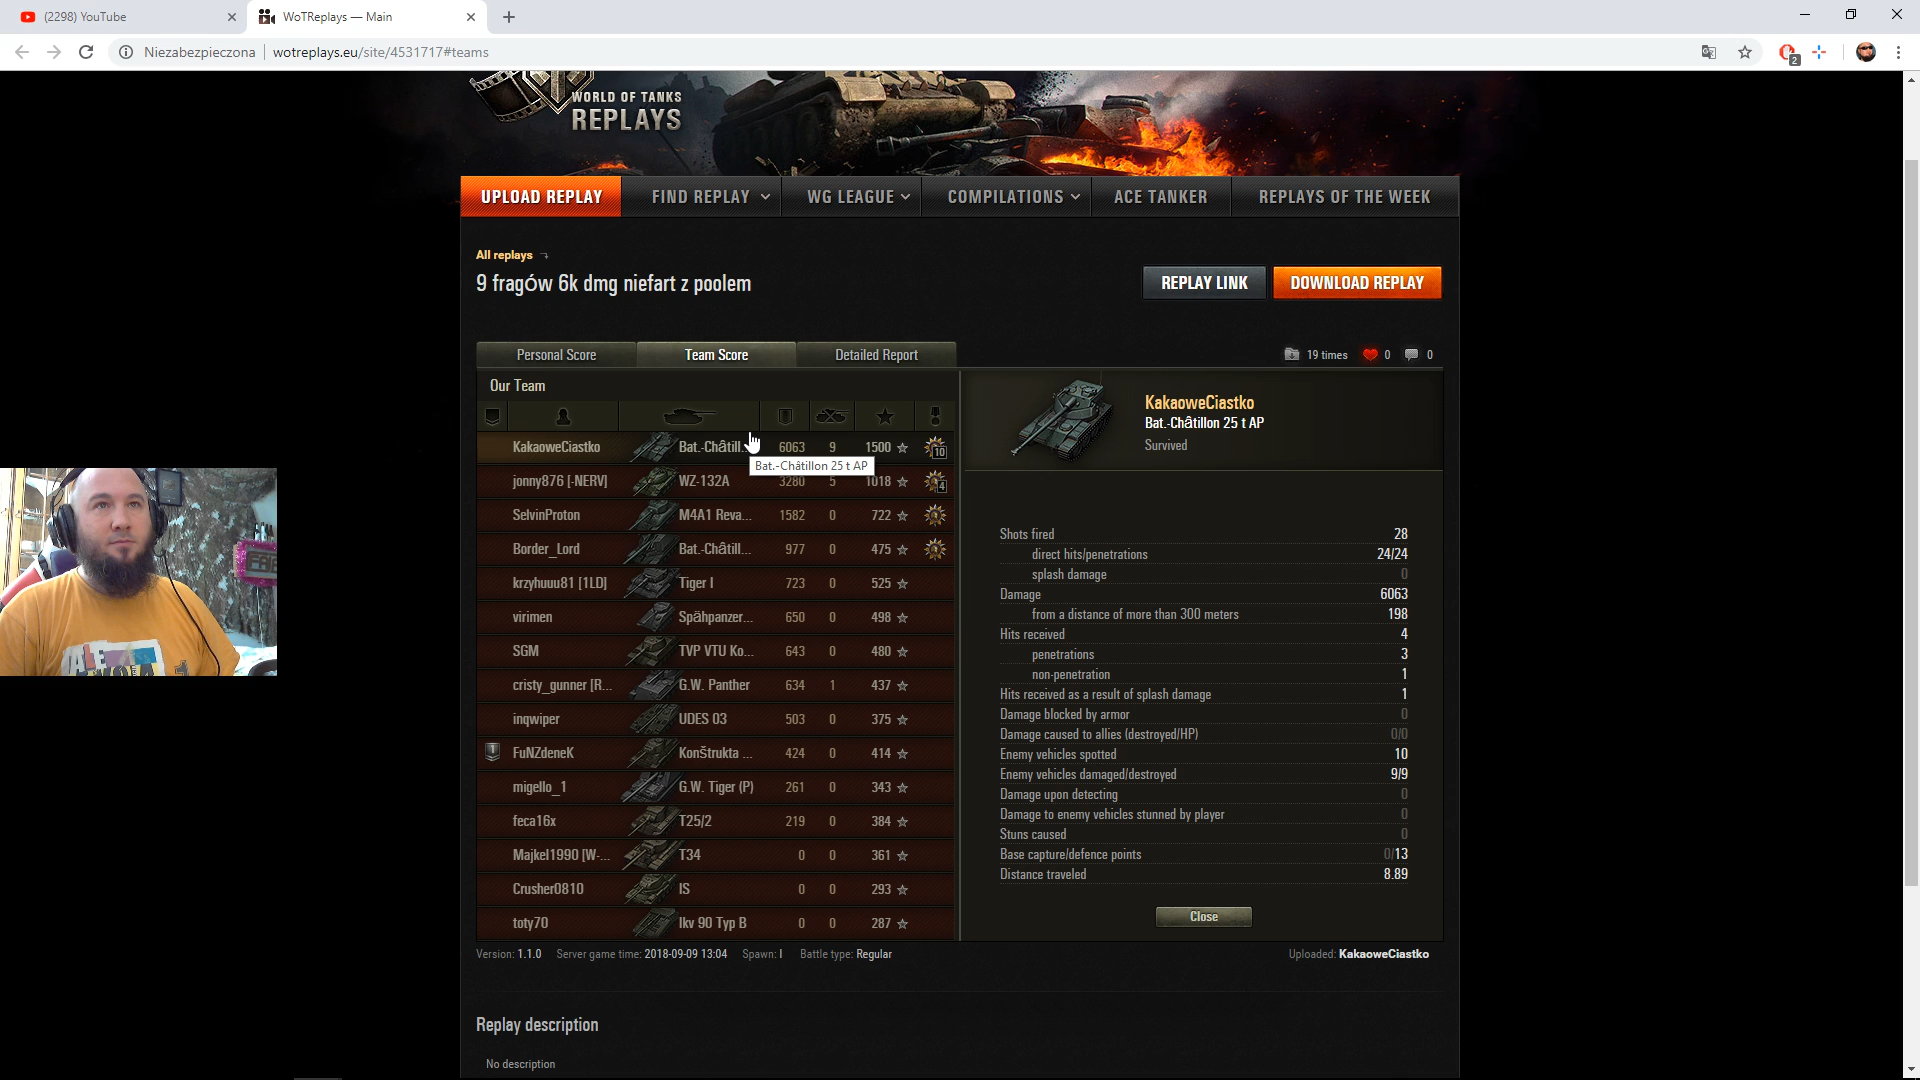 (2298) YouTube
WoTReplays — Main
Niezabezpieczona
wotreplays.eu/site/4531717#teams
2
WORLD OF TANKS
REPLAYS
UPLOAD REPLAY
FIND REPLAY
WG LEAGUE
COMPILATIONS
ACE TANKER
REPLAYS OF THE WEEK
All replays
9 fragów 6k dmg niefart z poolem
REPLAY LINK
DOWNLOAD REPLAY
Personal Score
Team Score
Detailed Report
19 times
0
0
Our Team
KakaoweCiastko Bat.-Châtill... 6063 9 1500 10
Bat.-Châtillon 25 t AP
jonny876 [-NERV] WZ-132A 3280 5 1018 4
SelvinProton M4A1 Reva... 1582 0 722
Border_Lord Bat.-Châtill... 977 0 475
krzyhuuu81 [1LD] Tiger I 723 0 525
virimen Spähpanzer... 650 0 498
SGM TVP VTU Ko... 643 0 480
cristy_gunner [R... G.W. Panther 634 1 437
inqwiper UDES 03 503 0 375
1 FuNZdeneK Konštrukta ... 424 0 414
migello_1 G.W. Tiger (P) 261 0 343
feca16x T25/2 219 0 384
Majkel1990 [W-... T34 0 0 361
Crusher0810 IS 0 0 293
toty70 Ikv 90 Typ B 0 0 287
KakaoweCiastko
Bat.-Châtillon 25 t AP
Survived
Shots fired 28
direct hits/penetrations 24/24
splash damage 0
Damage 6063
from a distance of more than 300 meters 198
Hits received 4
penetrations 3
non-penetration 1
Hits received as a result of splash damage 1
Damage blocked by armor 0
Damage caused to allies (destroyed/HP) 0/0
Enemy vehicles spotted 10
Enemy vehicles damaged/destroyed 9/9
Damage upon detecting 0
Damage to enemy vehicles stunned by player 0
Stuns caused 0
Base capture/defence points 0/13
Distance traveled 8.89
Close
Version: 1.1.0 Server game time: 2018-09-09 13:04 Spawn: I Battle type: Regular
Uploaded: KakaoweCiastko
Replay description
No description